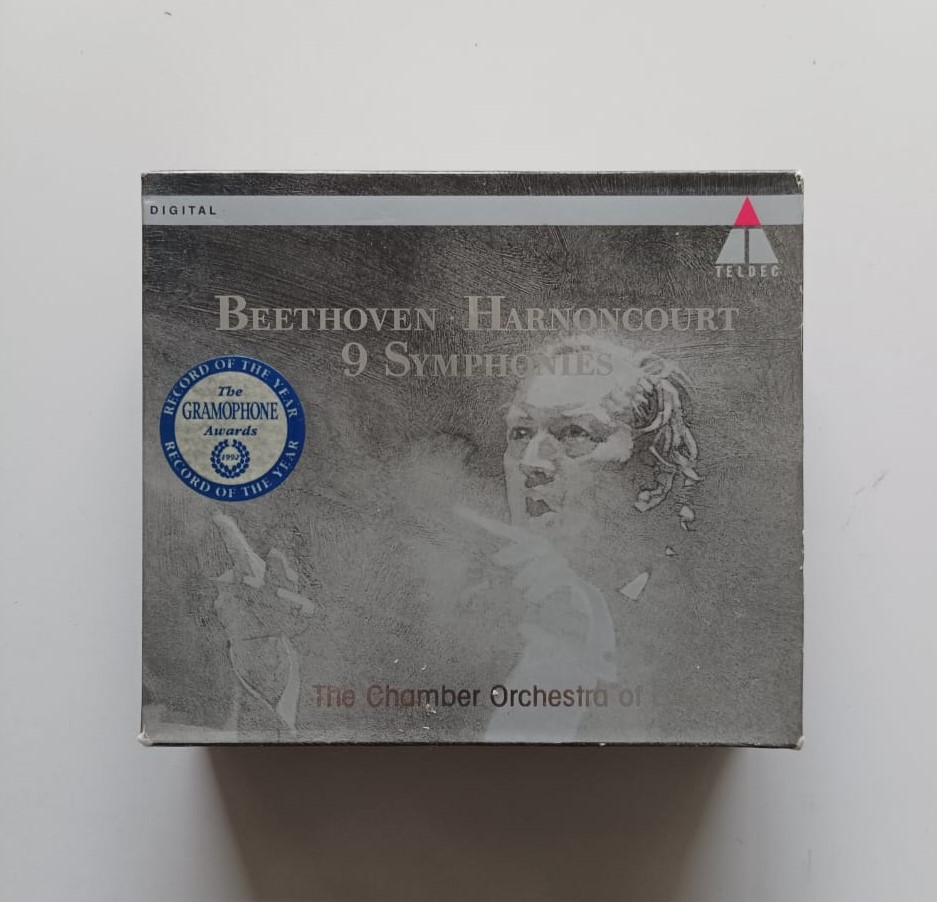 DIGITAL
TELDEC
BEETHOVEN · HARNONCOURT
9 SYMPHONIES
RECORD OF THE YEAR
The
GRAMOPHONE
Awards
1992
RECORD OF THE YEAR
The Chamber Orchestra of